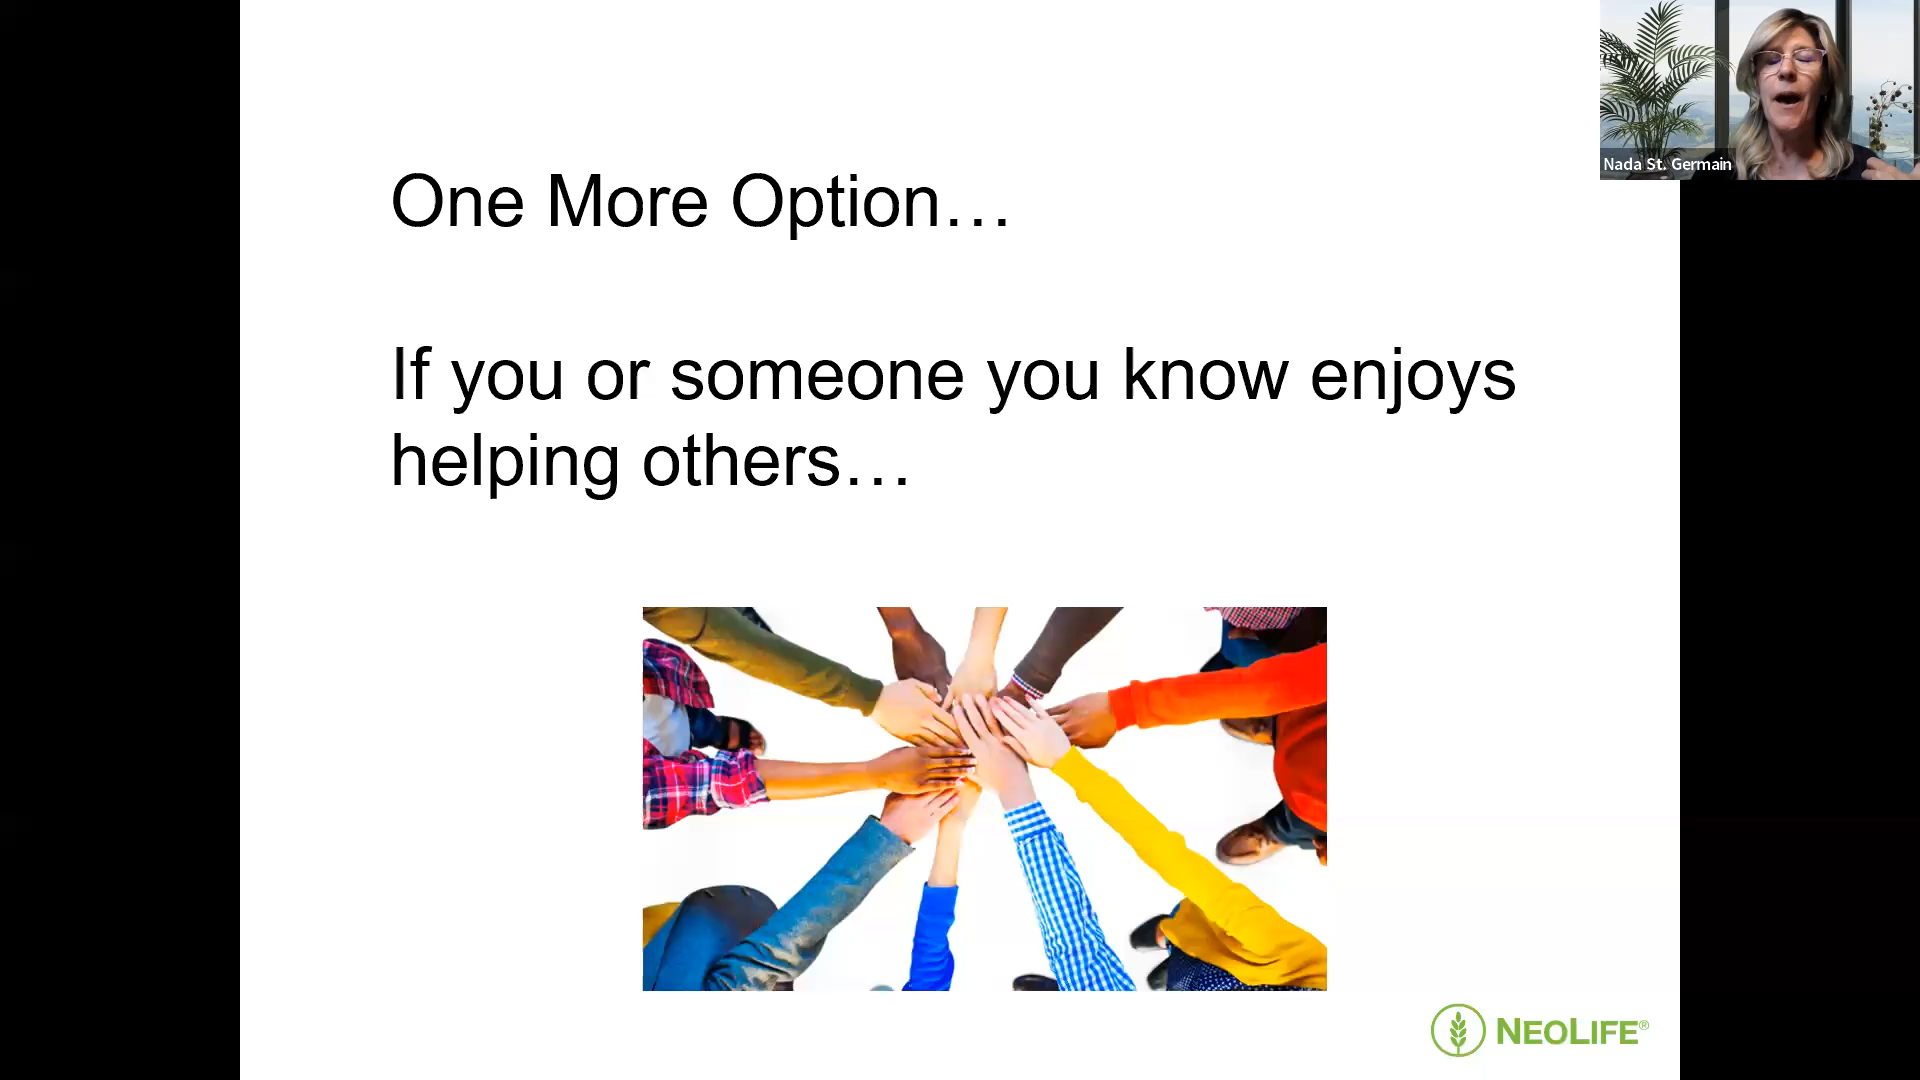 Nada St. Germain
One More Option…
If you or someone you know enjoys
helping others…
NEOLIFE®